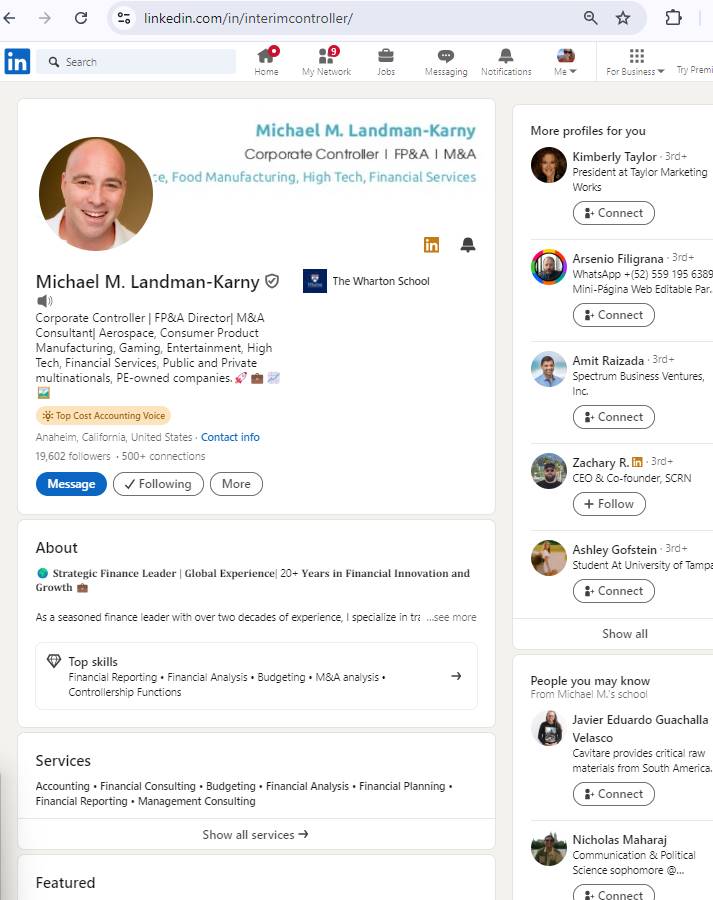 linkedin.com/in/interimcontroller/
in
Search
Home
9
My Network
Jobs
Messaging
Notifications
Me
For Business
Try Premi
Michael M. Landman-Karny
Corporate Controller | FP&A | M&A
ce, Food Manufacturing, High Tech, Financial Services
in
Michael M. Landman-Karny
The Wharton School
Corporate Controller | FP&A Director| M&A
Consultant| Aerospace, Consumer Product
Manufacturing, Gaming, Entertainment, High
Tech, Financial Services, Public and Private
multinationals, PE-owned companies.🚀 💼 📈
🖼️
Top Cost Accounting Voice
Anaheim, California, United States · Contact info
19,602 followers · 500+ connections
Message
Following
More
About
🌍 Strategic Finance Leader | Global Experience| 20+ Years in Financial Innovation and
Growth 💼
As a seasoned finance leader with over two decades of experience, I specialize in tra …see more
Top skills
Financial Reporting • Financial Analysis • Budgeting • M&A analysis •
Controllership Functions
Services
Accounting • Financial Consulting • Budgeting • Financial Analysis • Financial Planning •
Financial Reporting • Management Consulting
Show all services →
Featured
More profiles for you
Kimberly Taylor · 3rd+
President at Taylor Marketing
Works
Connect
Arsenio Filigrana · 3rd+
WhatsApp +(52) 559 195 6389
Mini-Página Web Editable Par.
Connect
Amit Raizada · 3rd+
Spectrum Business Ventures,
Inc.
Connect
Zachary R. in · 3rd+
CEO & Co-founder, SCRN
+ Follow
Ashley Gofstein · 3rd+
Student At University of Tampa
Connect
Show all
People you may know
From Michael M.'s school
Javier Eduardo Guachalla
Velasco
Cavitare provides critical raw
materials from South America.
Connect
Nicholas Maharaj
Communication & Political
Science sophomore @...
Connect